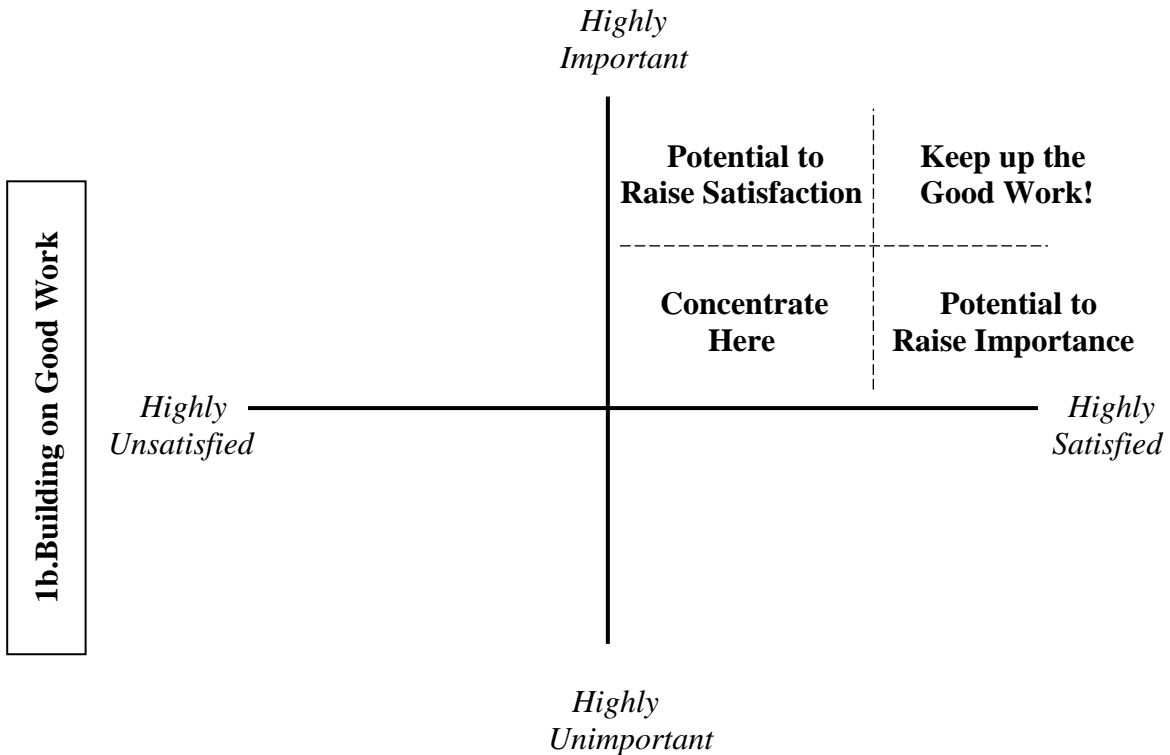 Highly
Important
Potential to
Raise Satisfaction
Keep up the
Good Work!
1b.Building on Good Work
Concentrate
Here
Potential to
Raise Importance
Highly
Unsatisfied
Highly
Satisfied
Highly
Unimportant